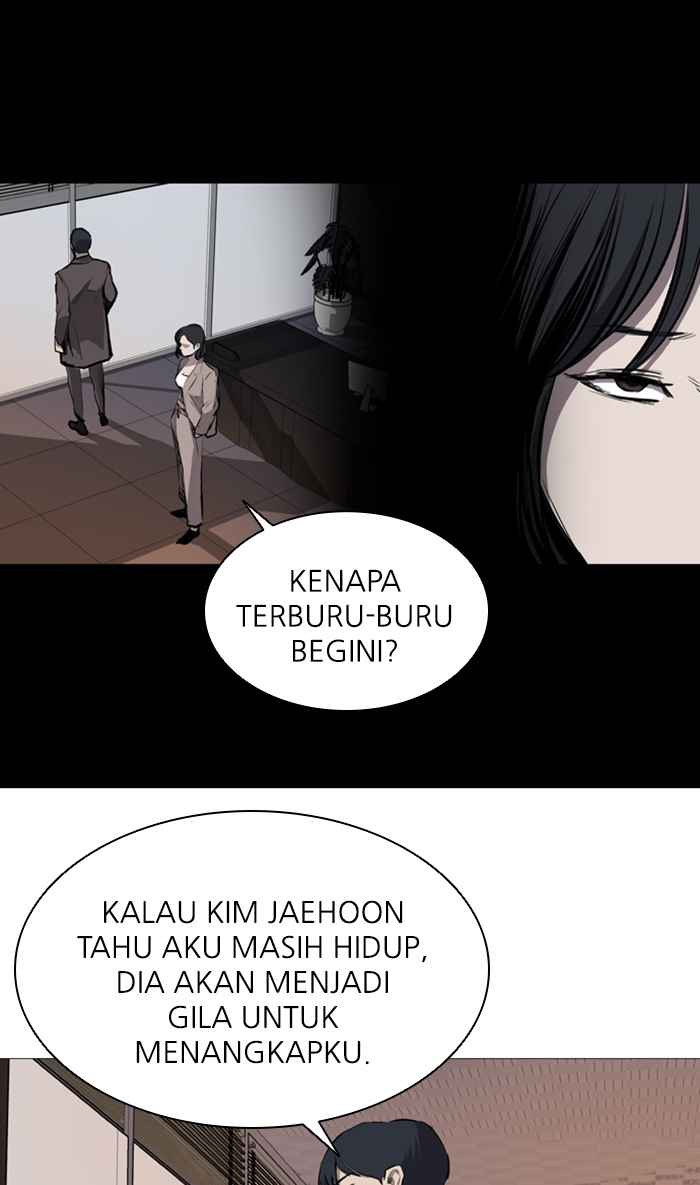 KENAPA
TERBURU-BURU
BEGINI?
KALAU KIM JAEHOON
TAHU AKU MASIH HIDUP,
DIA AKAN MENJADI
GILA UNTUK
MENANGKAPKU.